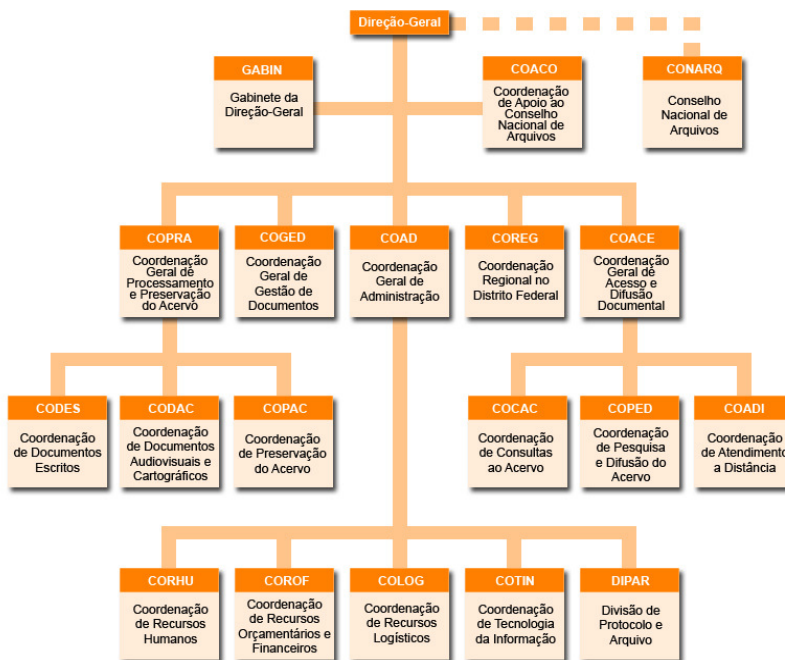 Direção-Geral
GABIN
Gabinete da
Direção-Geral
COACO
Coordenação
de Apoio ao
Conselho
Nacional de
Arquivos
CONARQ
Conselho
Nacional de
Arquivos
COPRA
Coordenação
Geral de
Processamento
e Preservação
do Acervo
COGED
Coordenação
Geral de
Gestão de
Documentos
COAD
Coordenação
Geral de
Administração
COREG
Coordenação
Regional no
Distrito Federal
COACE
Coordenação
Geral de
Acesso e
Difusão
Documental
CODES
Coordenação
de Documentos
Escritos
CODAC
Coordenação
de Documentos
Audiovisuais e
Cartográficos
COPAC
Coordenação
de Preservação
do Acervo
COCAC
Coordenação
de Consultas
ao Acervo
COPED
Coordenação
de Pesquisa
e Difusão do
Acervo
COADI
Coordenação
de Atendimento
a Distância
CORHU
Coordenação
de Recursos
Humanos
COROF
Coordenação
de Recursos
Orçamentários e
Financeiros
COLOG
Coordenação
de Recursos
Logísticos
COTIN
Coordenação
de Tecnologia
da Informação
DIPAR
Divisão de
Protocolo e
Arquivo